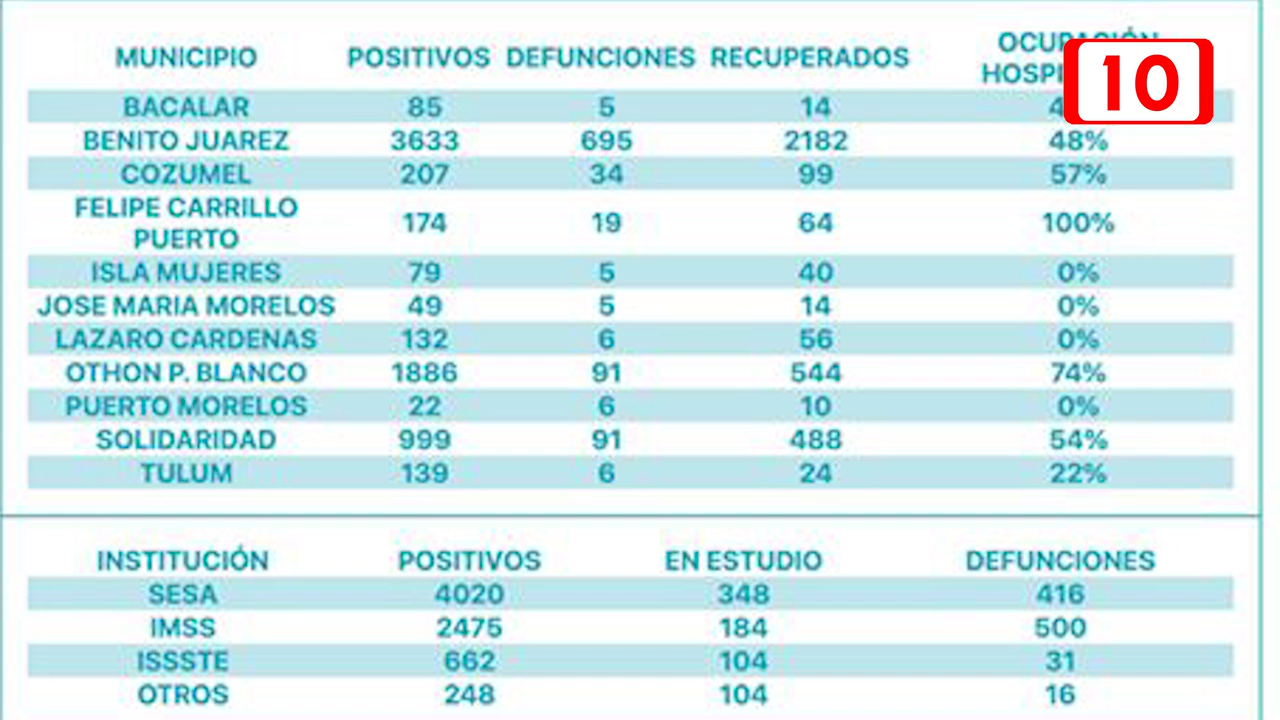 MUNICIPIO POSITIVOS DEFUNCIONES RECUPERADOS
10
BACALAR 85 5 14
BENITO JUAREZ 3633 695 2182 48%
COZUMEL 207 34 99 57%
FELIPE CARRILLO
PUERTO 174 19 64 100%
ISLA MUJERES 79 5 40 0%
JOSE MARIA MORELOS 49 5 14 0%
LAZARO CARDENAS 132 6 56 0%
OTHON P. BLANCO 1886 91 544 74%
PUERTO MORELOS 22 6 10 0%
SOLIDARIDAD 999 91 488 54%
TULUM 139 6 24 22%
INSTITUCIÓN POSITIVOS EN ESTUDIO DEFUNCIONES
SESA 4020 348 416
IMSS 2475 184 500
ISSSTE 662 104 31
OTROS 248 104 16